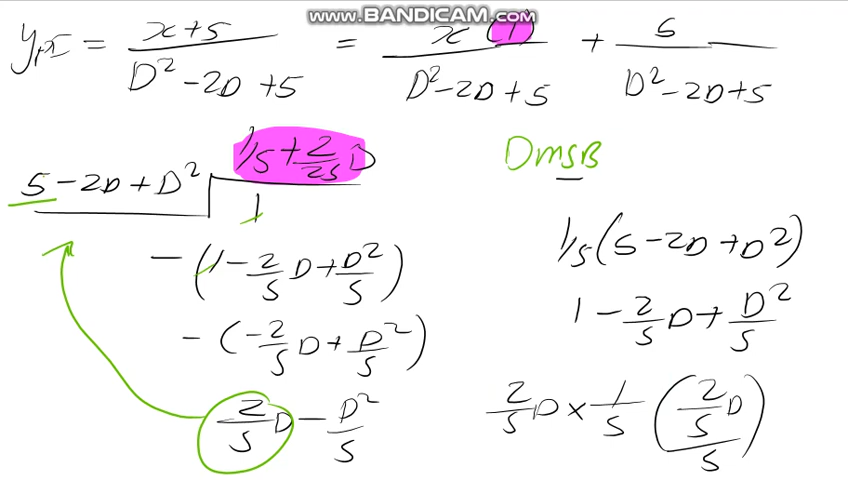 www.BANDICAM.com
y_p.I = (x+5)/(D² - 2D + 5) = x(1)/(D² - 2D + 5) + 5/(D² - 2D + 5)
1/5 + 2/25 D
DMSB
5 - 2D + D²
1
1/5 (5 - 2D + D²)
- (1 - 2/5 D + D²/5)
1 - 2/5 D + D²/5
- (-2/5 D + D²/5)
2/5 D - D²/5
2/5 D × 1/5 ((2/5 D)/5)